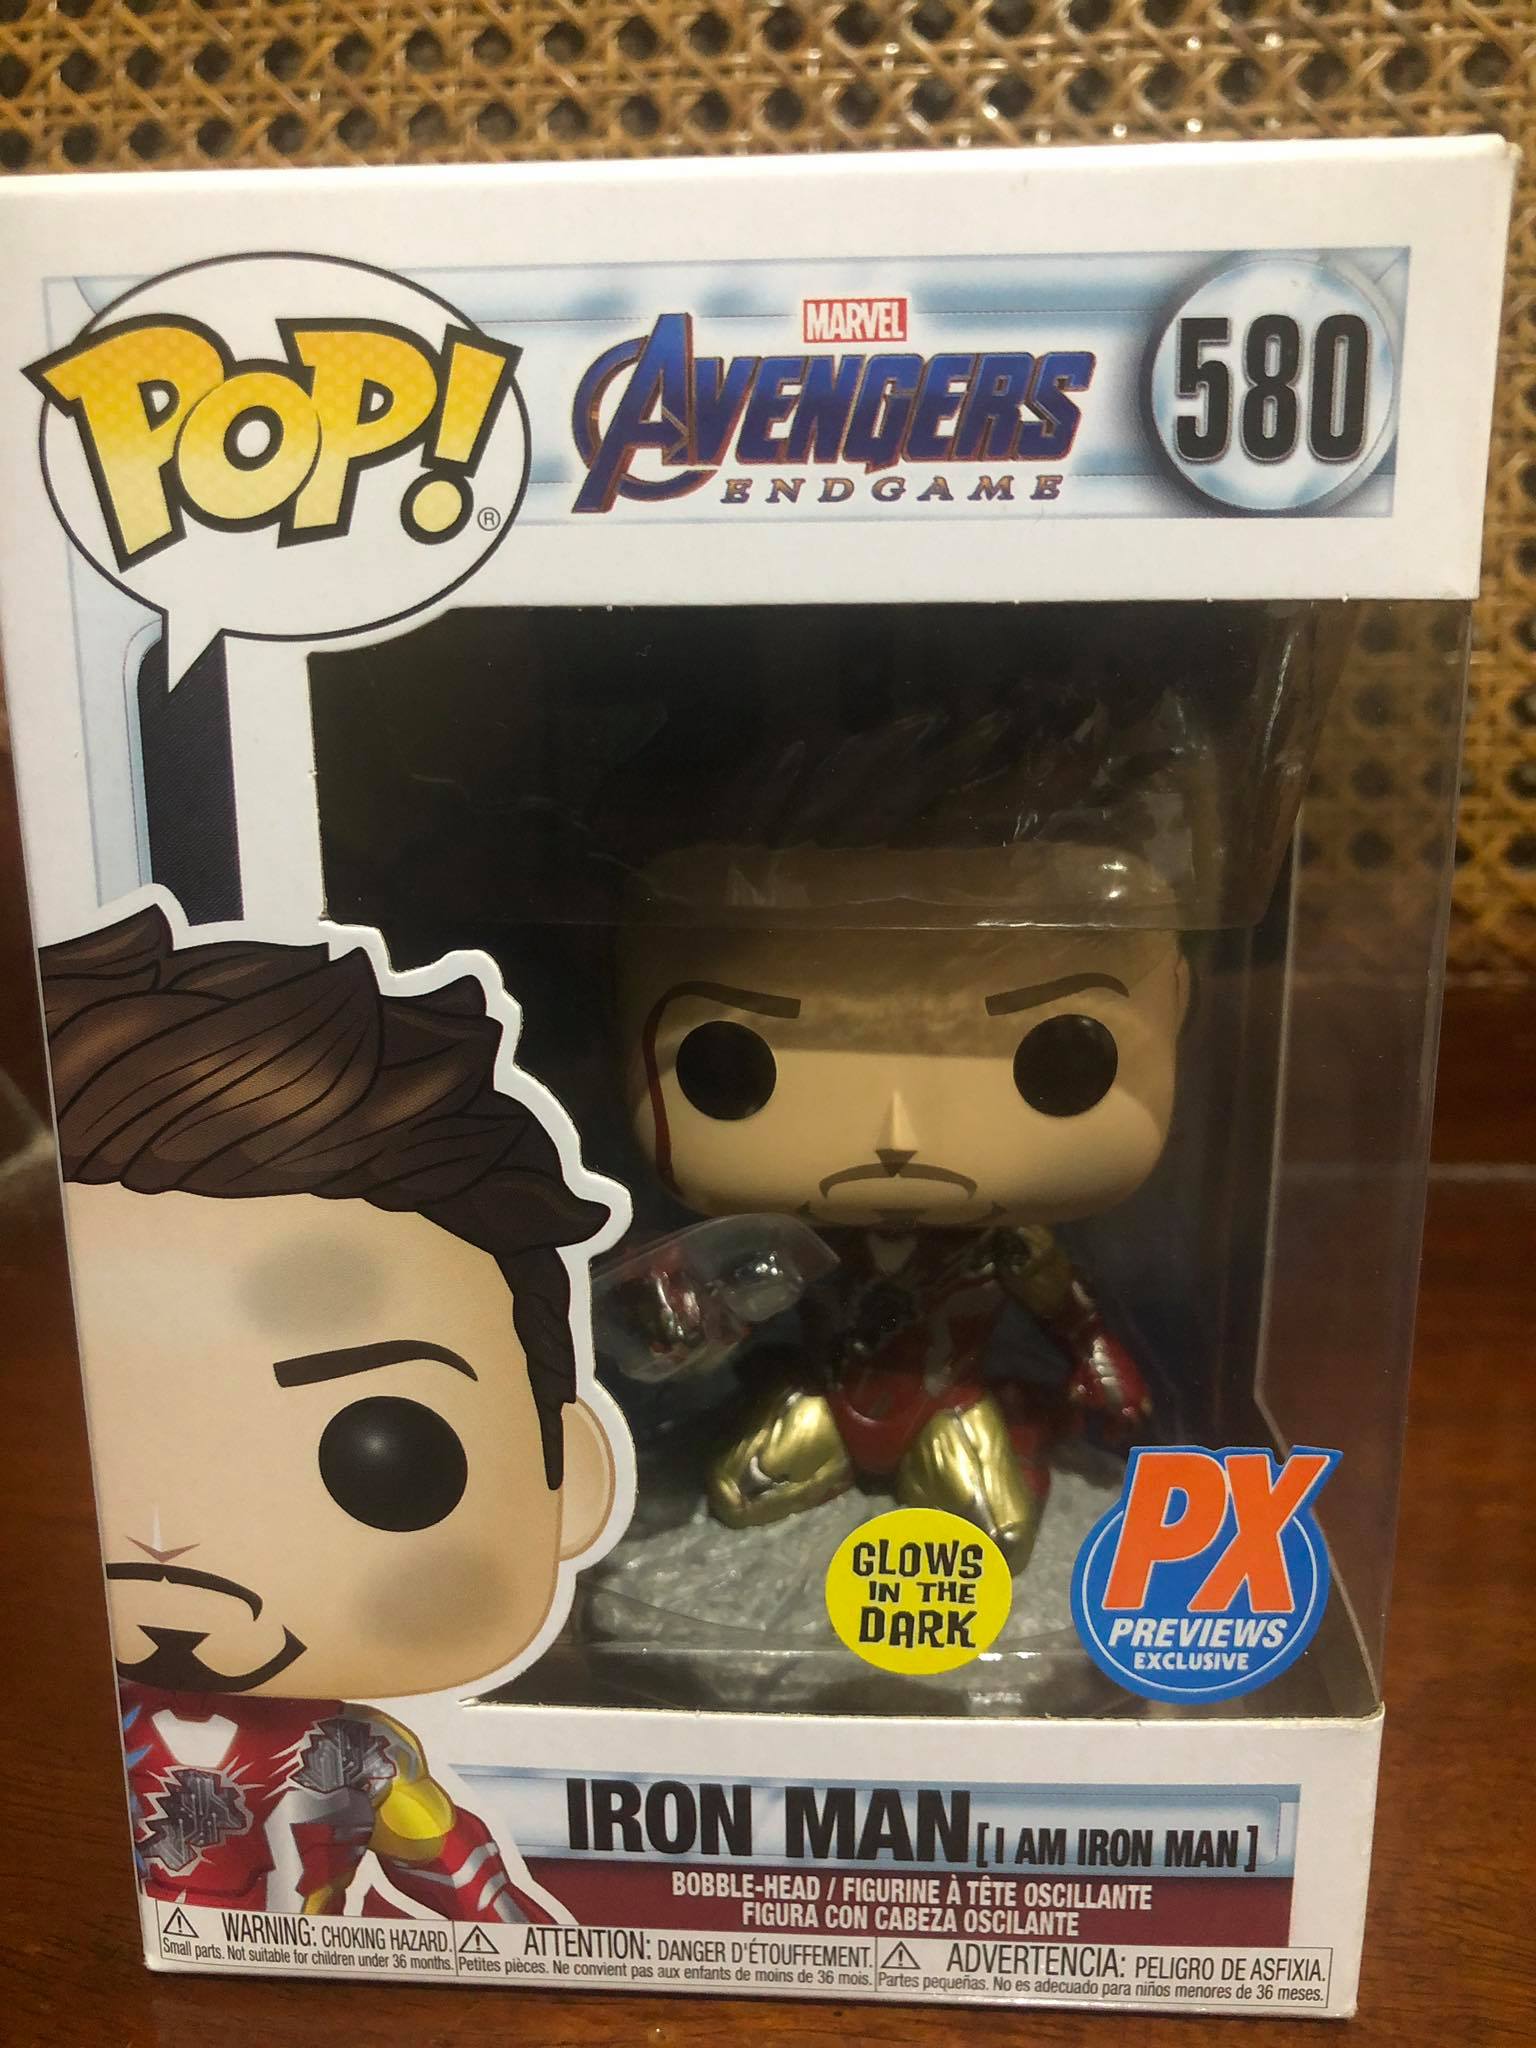 POP!®
MARVEL
AVENGERS
ENDGAME
580
GLOWS
IN THE
DARK
PX
PREVIEWS
EXCLUSIVE
IRON MAN [I AM IRON MAN]
BOBBLE-HEAD / FIGURINE À TÊTE OSCILLANTE
FIGURA CON CABEZA OSCILANTE
WARNING: CHOKING HAZARD.
Small parts. Not suitable for children under 36 months.
ATTENTION: DANGER D'ÉTOUFFEMENT.
Petites pièces. Ne convient pas aux enfants de moins de 36 mois.
ADVERTENCIA: PELIGRO DE ASFIXIA.
Partes pequeñas. No es adecuado para niños menores de 36 meses.